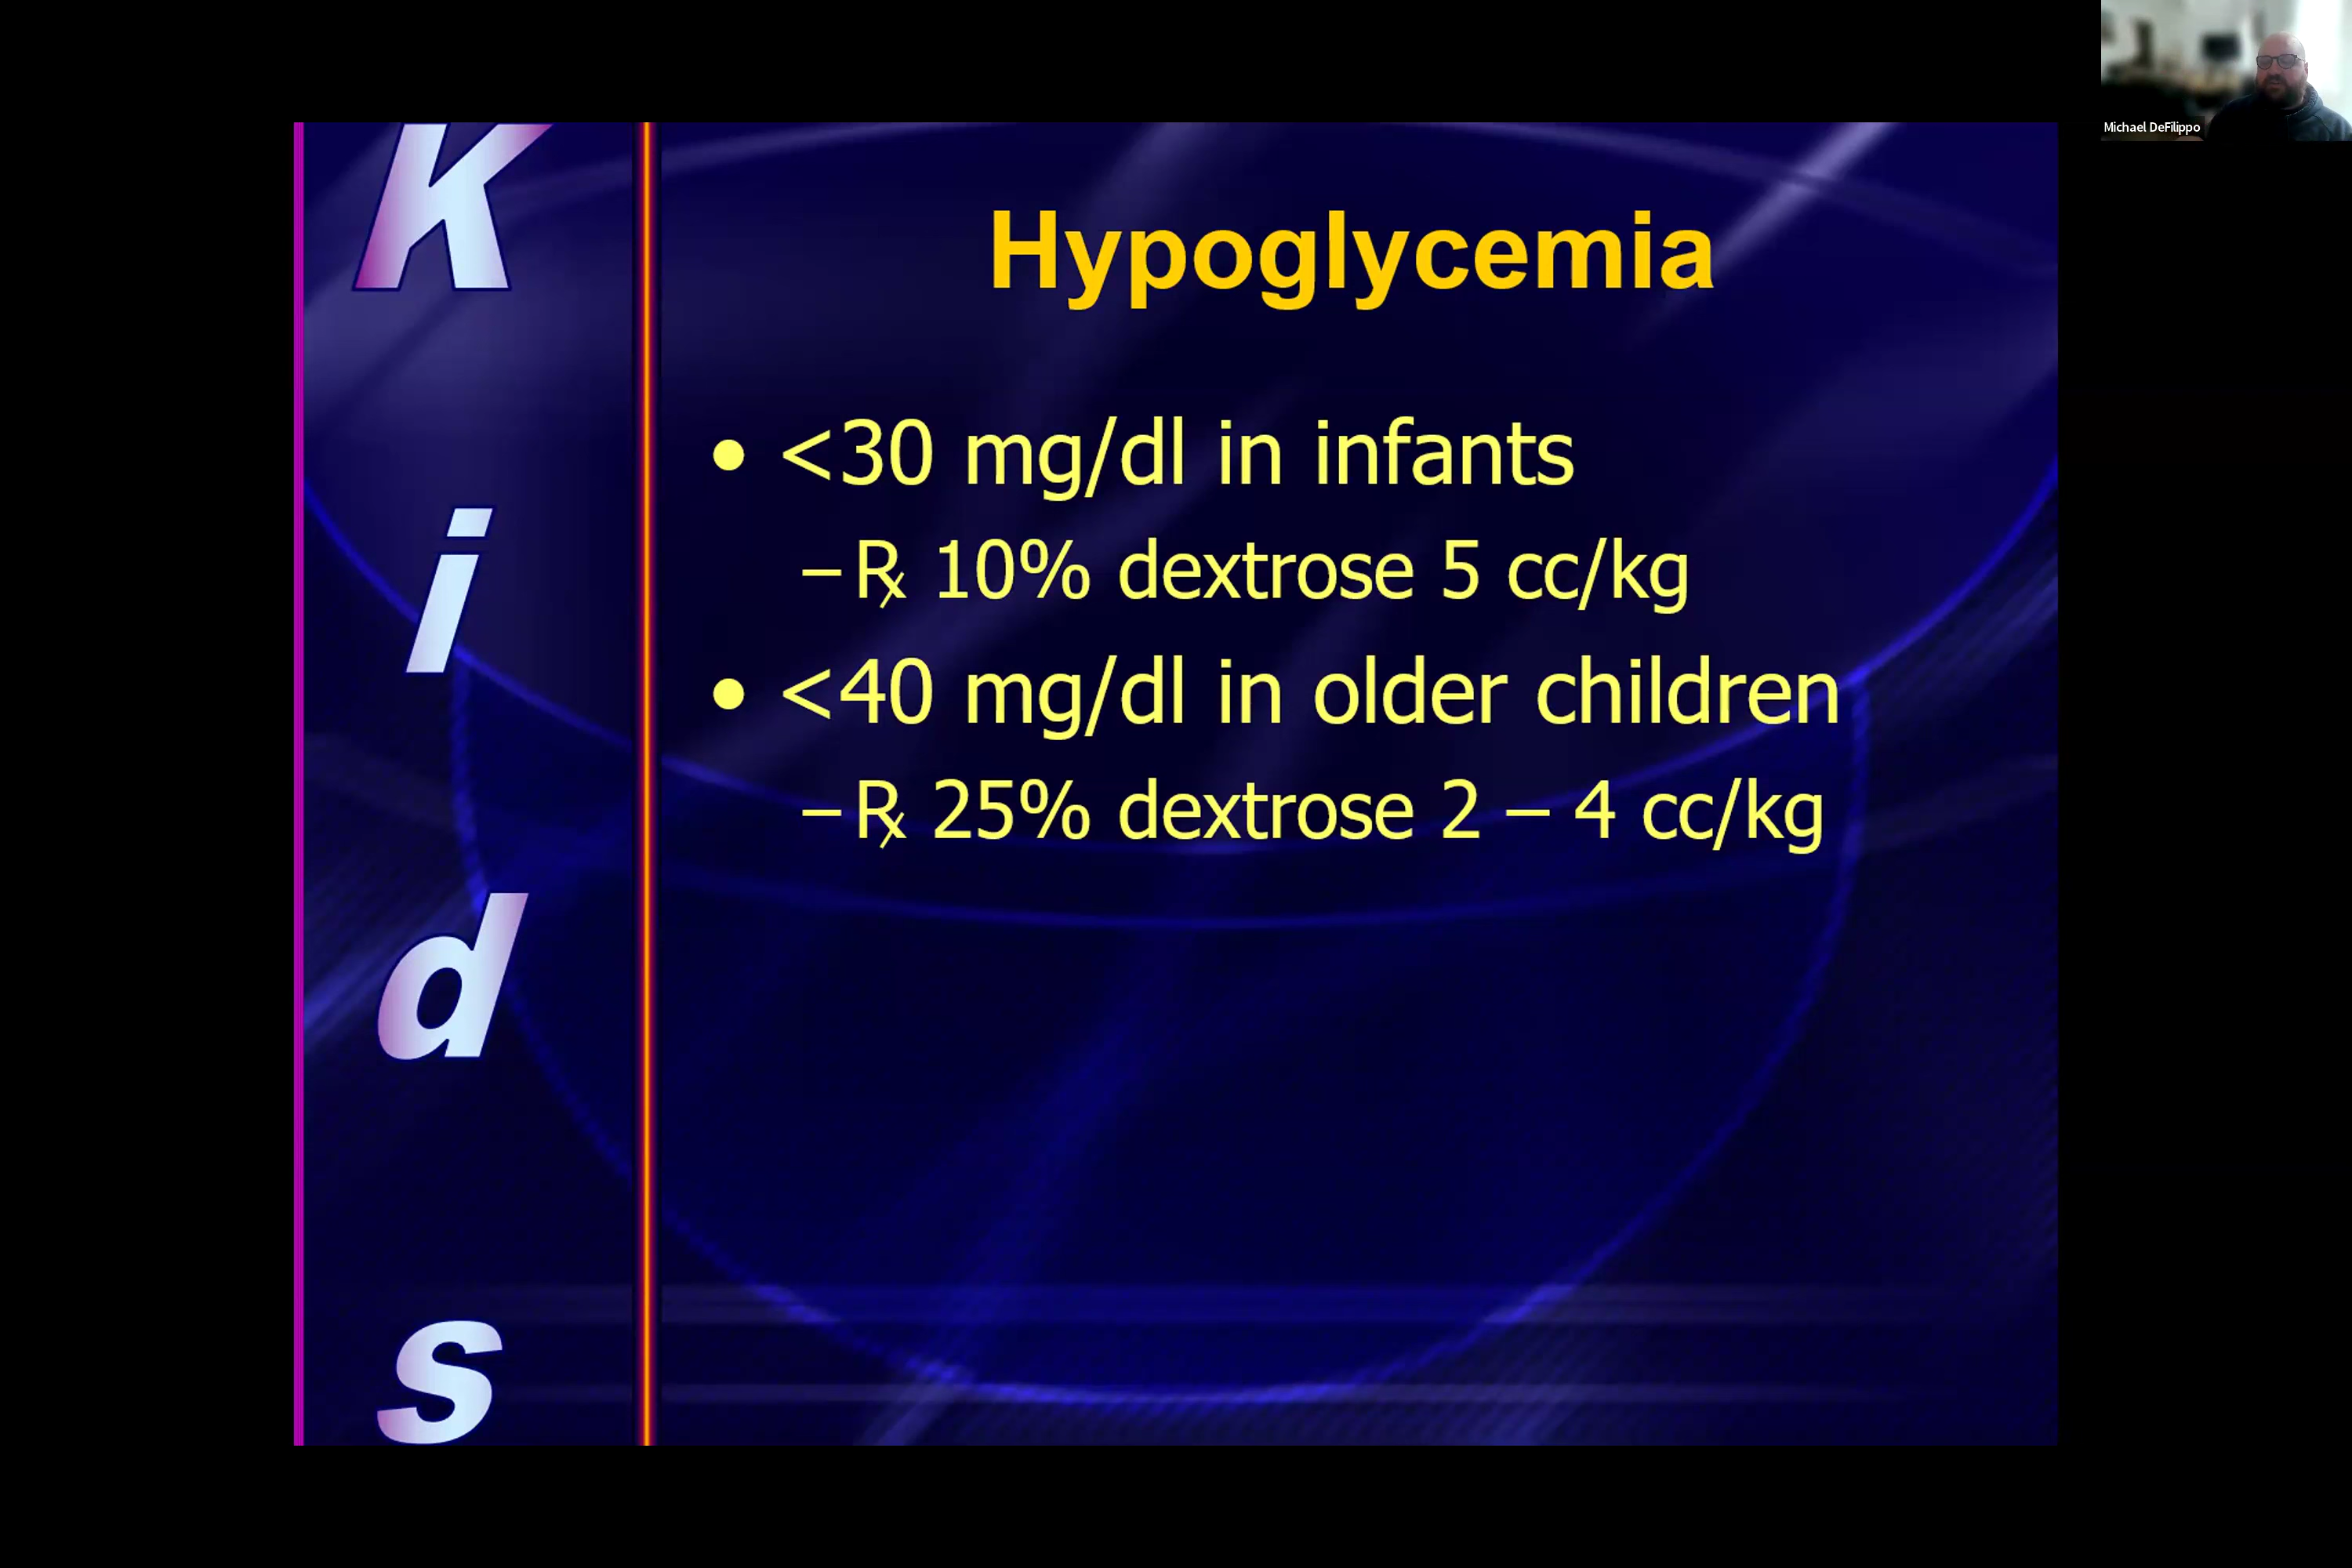 Kids
Hypoglycemia
• <30 mg/dl in infants
– ℞ 10% dextrose 5 cc/kg
• <40 mg/dl in older children
– ℞ 25% dextrose 2 – 4 cc/kg
Michael DeFilippo